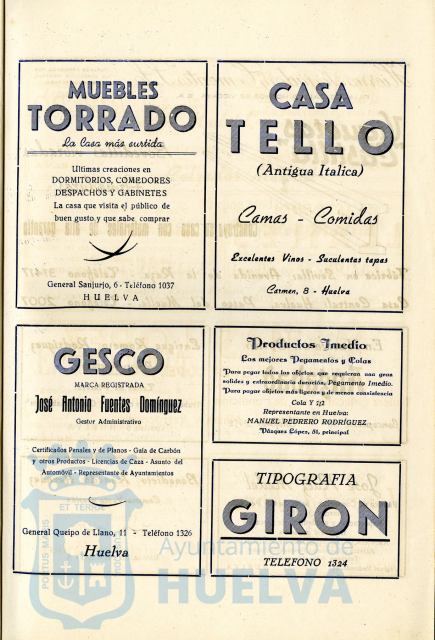 MUEBLES
TORRADO
La Casa más surtida
Ultimas creaciones en
DORMITORIOS, COMEDORES
DESPACHOS Y GABINETES
La casa que visita el público de
buen gusto y que sabe comprar
General Sanjurjo, 6 - Teléfono 1037
HUELVA
CASA
TELLO
(Antigua Italica)
Camas - Comidas
Excelentes Vinos - Suculentas tapas
Carmen, 8 - Huelva
GESCO
MARCA REGISTRADA
José Antonio Fuentes Domínguez
Gestor Administrativo
Certificados Penales y de Planos - Guía de Carbón
y otros Productos - Licencias de Caza - Asunto del
Automóvil - Representante de Ayuntamientos
General Queipo de Llano, 11 - Teléfono 1326
Huelva
Productos Imedio
Los mejores Pegamentos y Colas
Para pegar todos los objetos que requieran una gran
solidez y extraordinaria duración, Pegamento Imedio.
Para pegar objetos más ligeros y de menos consistencia
Cola Y 7/2
Representante en Huelva:
MANUEL PEDRERO RODRÍGUEZ
Vázquez López, 51, principal
TIPOGRAFIA
GIRON
TELEFONO 1324
Ayuntamiento de
HUELVA